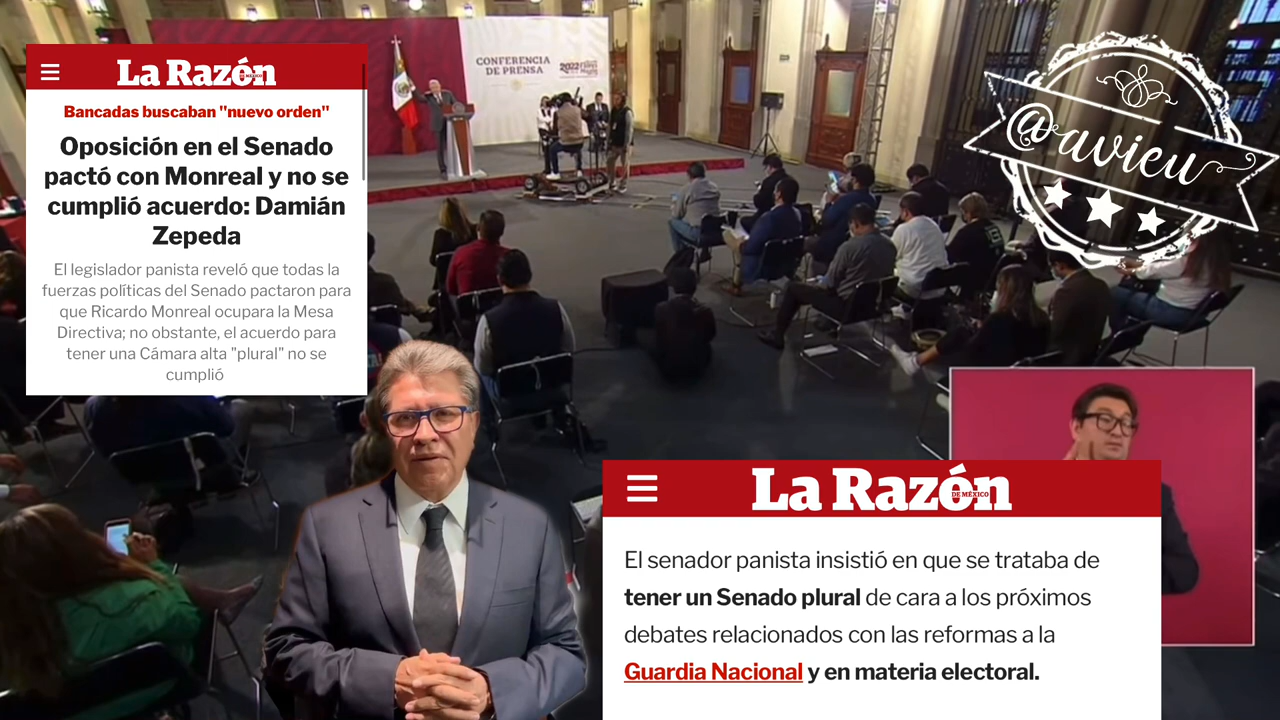 La Razón
DE MÉXICO
Bancadas buscaban "nuevo orden"
Oposición en el Senado
pactó con Monreal y no se
cumplió acuerdo: Damián
Zepeda
El legislador panista reveló que todas la
fuerzas políticas del Senado pactaron para
que Ricardo Monreal ocupara la Mesa
Directiva; no obstante, el acuerdo para
tener una Cámara alta "plural" no se
cumplió
CONFERENCIA
DE PRENSA
2022
@avieu
La Razón
DE MÉXICO
El senador panista insistió en que se trataba de
tener un Senado plural de cara a los próximos
debates relacionados con las reformas a la
Guardia Nacional y en materia electoral.